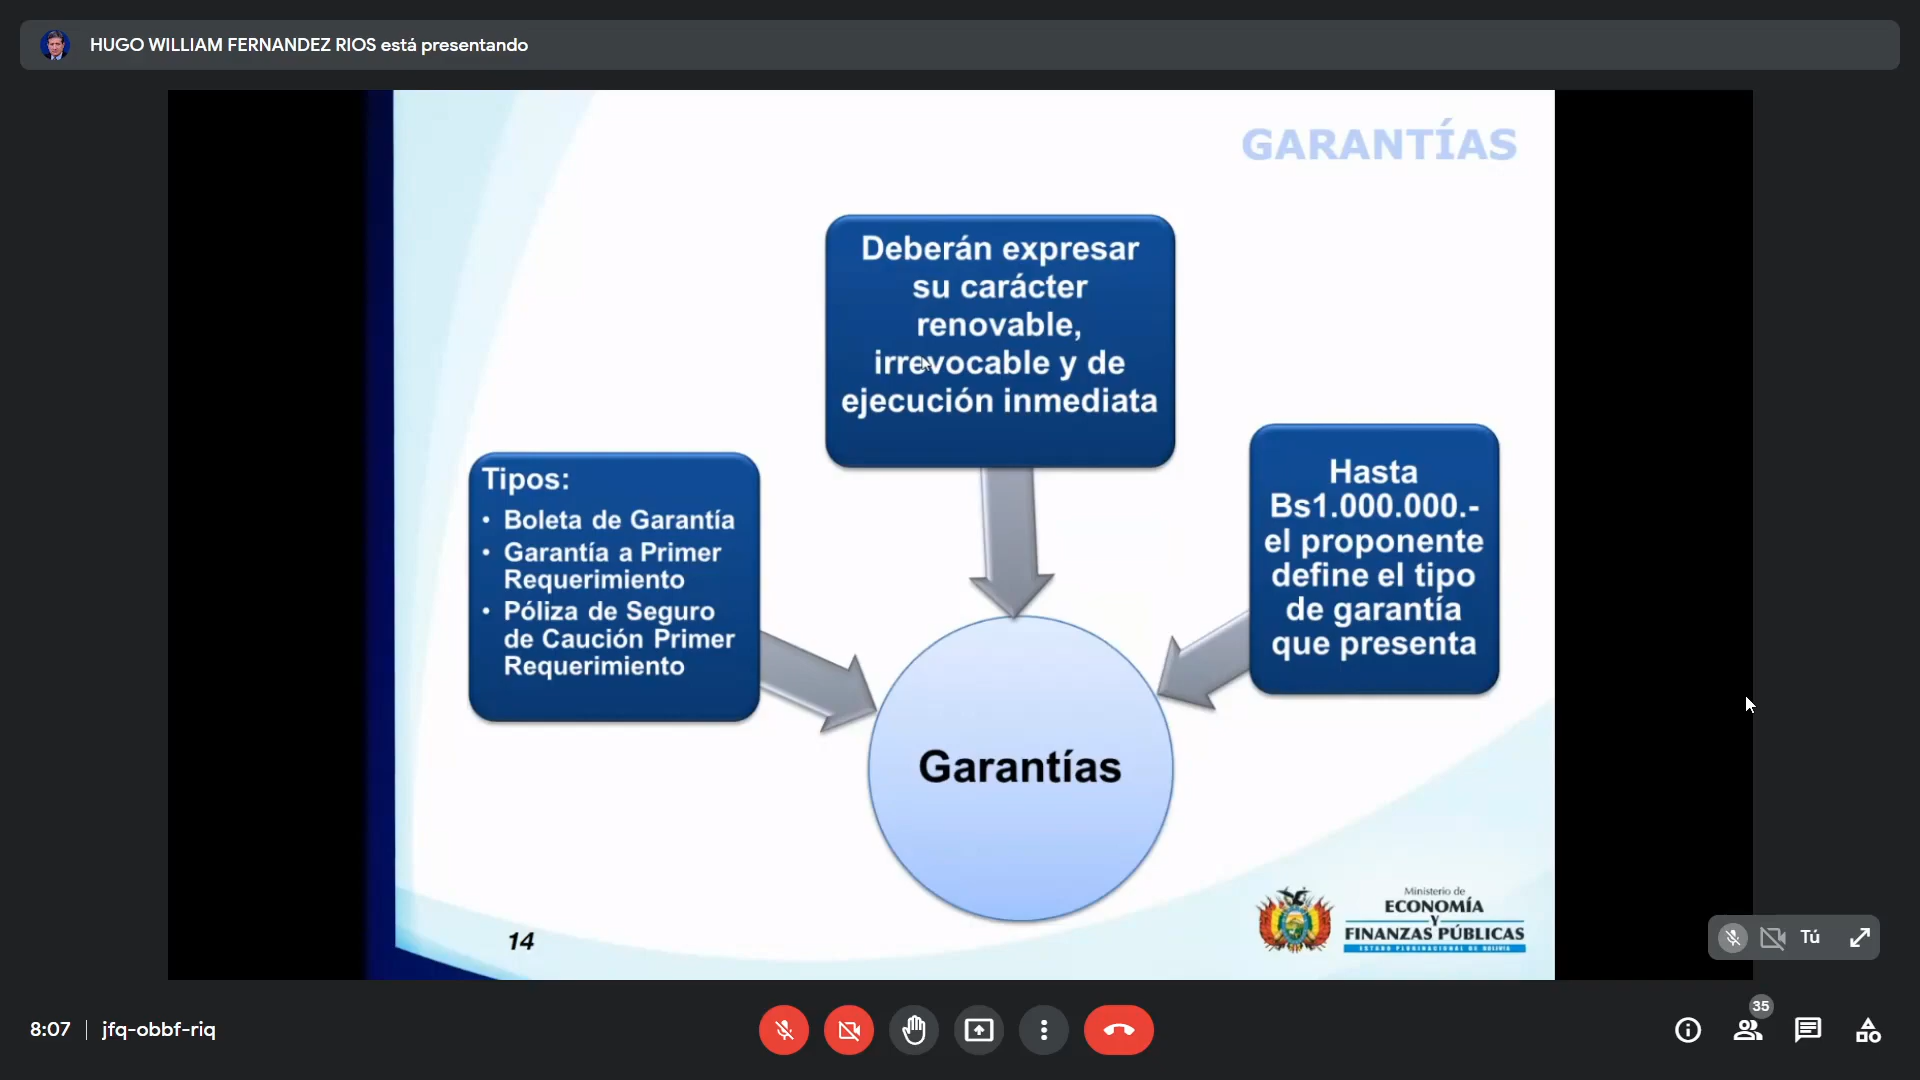 HUGO WILLIAM FERNANDEZ RIOS está presentando
GARANTÍAS
Deberán expresar
su carácter
renovable,
irrevocable y de
ejecución inmediata
Tipos:
• Boleta de Garantía
• Garantía a Primer
Requerimiento
• Póliza de Seguro
de Caución Primer
Requerimiento
Hasta
Bs1.000.000.-
el proponente
define el tipo
de garantía
que presenta
Garantías
14
Ministerio de
ECONOMÍA
Y
FINANZAS PÚBLICAS
ESTADO PLURINACIONAL DE BOLIVIA
Tú
8:07 | jfq-obbf-riq
35